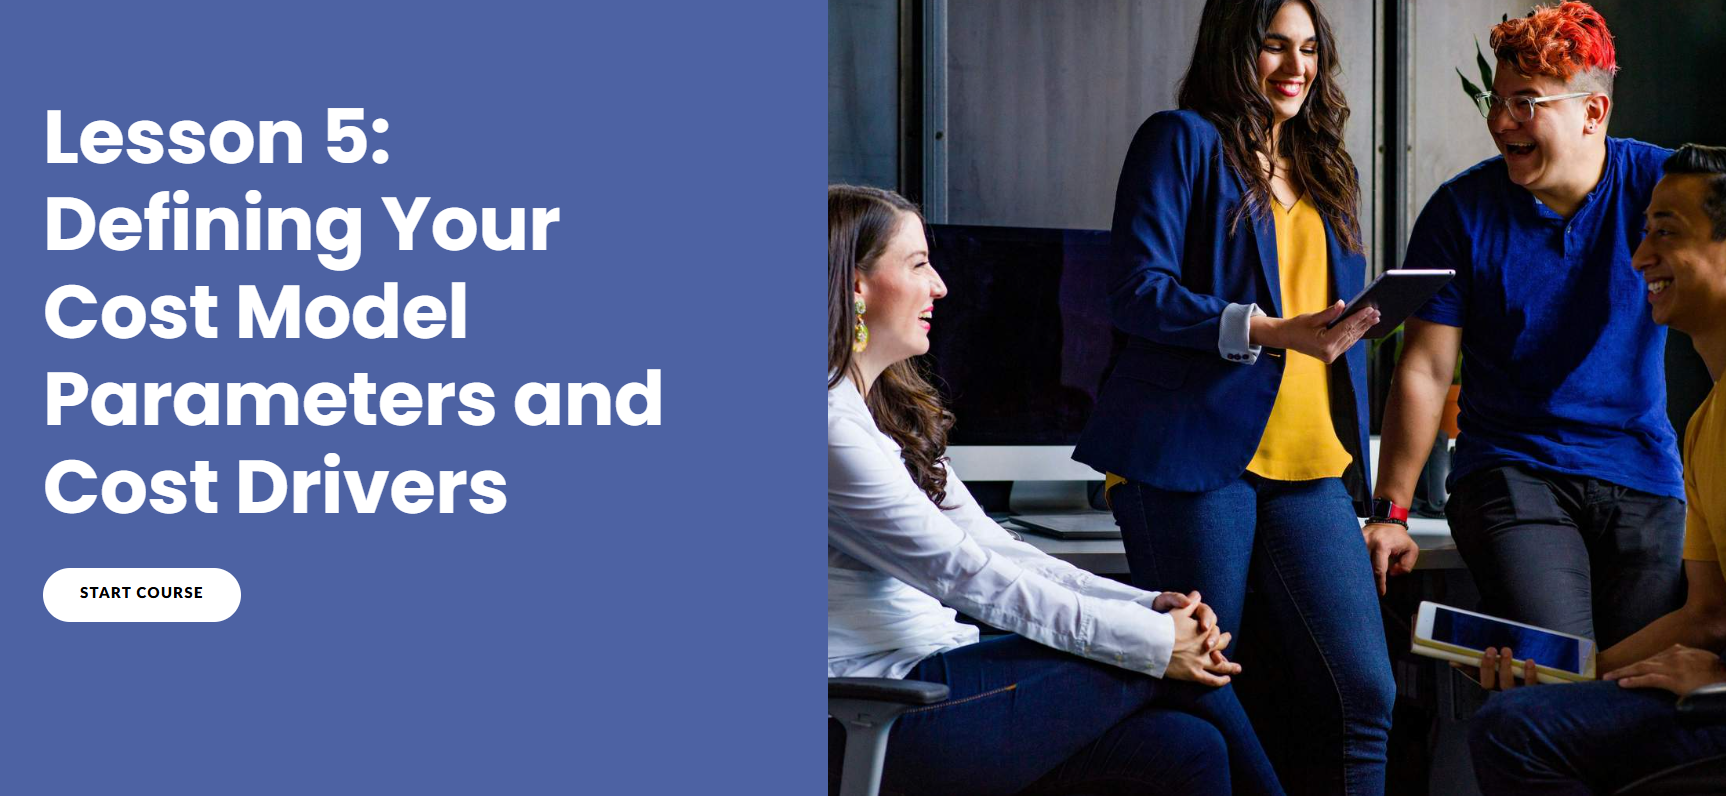 Lesson 5:
Defining Your
Cost Model
Parameters and
Cost Drivers
START COURSE